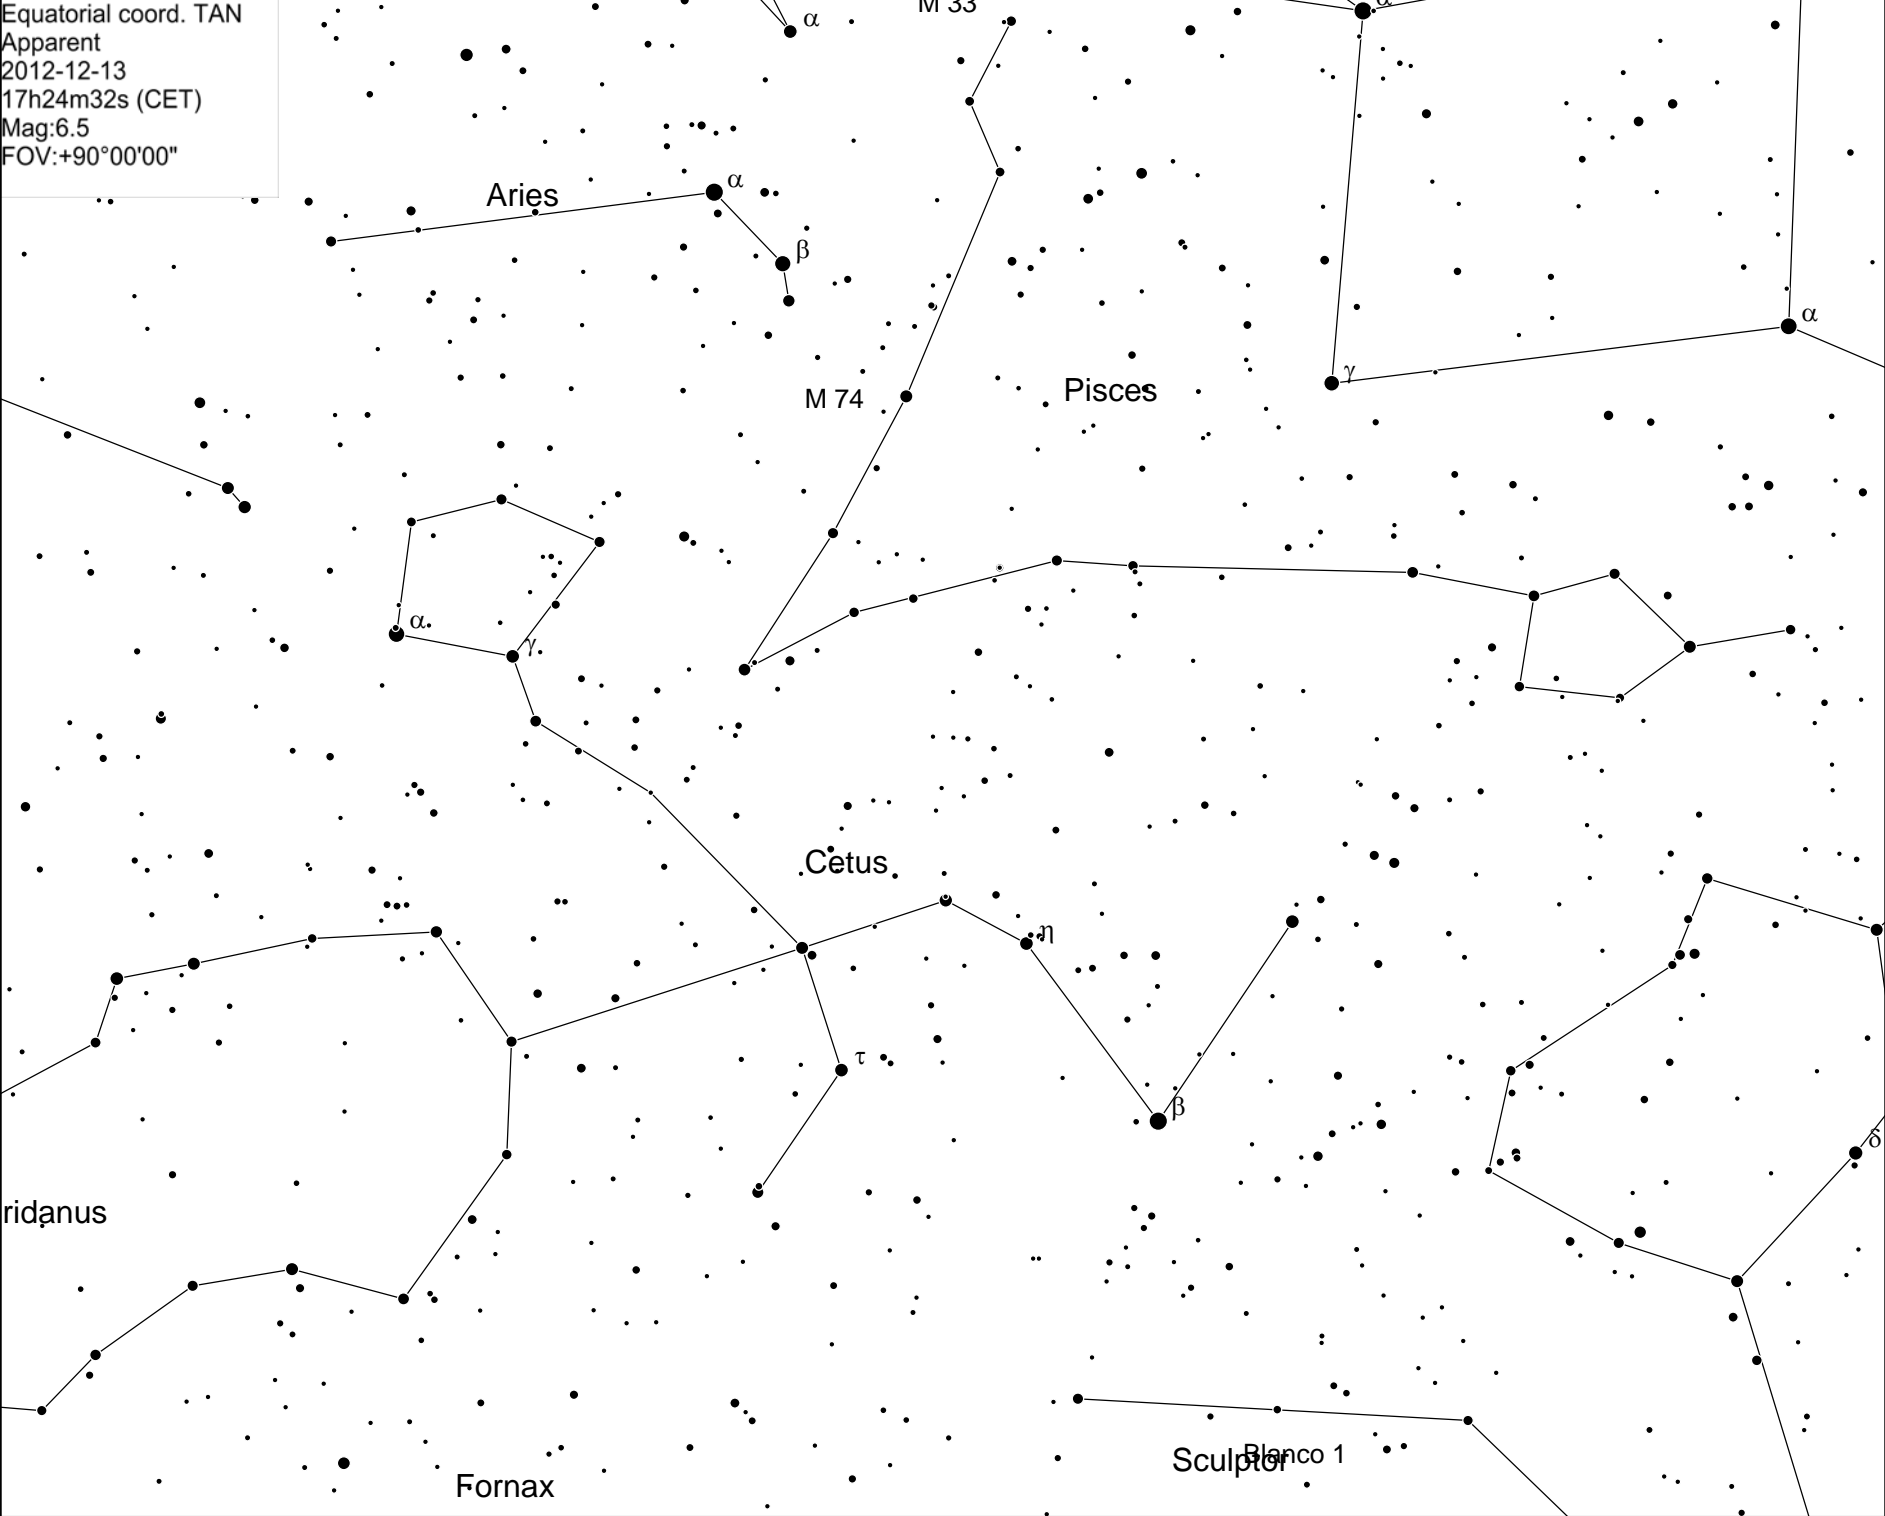 Equatorial coord. TAN
Apparent
2012-12-13
17h24m32s (CET)
Mag:6.5
FOV:+90°00'00"
α
M 33
α
Aries
α
β
α
M 74
Pisces
γ
α
γ
Cetus
η
τ
β
δ
ridanus
Sculptor
Blanco 1
Fornax